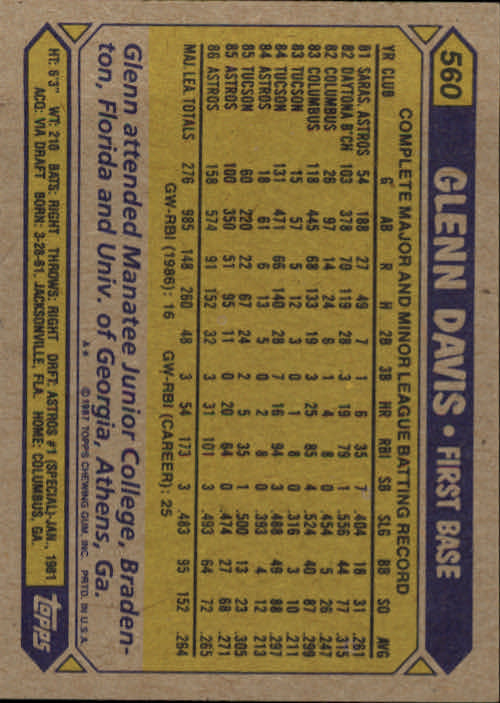 560
GLENN DAVIS • FIRST BASE
COMPLETE MAJOR AND MINOR LEAGUE BATTING RECORD
YR CLUB G AB R H 2B 3B HR RBI SB SLG BB SO AVG
81 SARAS. ASTROS 54 188 27 49 7 1 6 35 7 .404 18 31 .261
82 DAYTONA B'CH 103 378 70 119 28 3 19 79 1 .556 44 77 .315
82 COLUMBUS 26 97 14 24 6 1 4 8 0 .454 5 26 .247
83 COLUMBUS 118 445 68 133 19 3 25 85 4 .524 40 87 .299
83 TUCSON 15 57 5 12 3 0 1 8 0 .316 3 10 .211
84 TUCSON 131 471 66 140 28 7 16 94 3 .488 49 88 .297
84 ASTROS 18 61 6 13 5 0 2 8 0 .393 4 12 .213
85 TUCSON 60 220 22 67 24 2 5 35 1 .500 13 23 .305
85 ASTROS 100 350 51 95 11 0 20 64 0 .474 27 68 .271
86 ASTROS 158 574 91 152 32 3 31 101 3 .493 64 72 .265
MAJ. LEA. TOTALS 276 985 148 260 48 3 54 173 3 .483 95 152 .264
GW-RBI (1986): 16 GW-RBI (CAREER): 25
Glenn attended Manatee Junior College, Braden-
ton, Florida and Univ. of Georgia, Athens, Ga.
A* © 1987 TOPPS CHEWING GUM, INC. PRTD. IN U.S.A.
HT: 6'3" WT: 210 BATS: RIGHT THROWS: RIGHT DRFT: ASTROS #1 (SPECIAL)-JAN., 1981
ACQ: VIA DRAFT BORN: 3-28-61, JACKSONVILLE, FLA. HOME: COLUMBUS, GA.
TOPPS